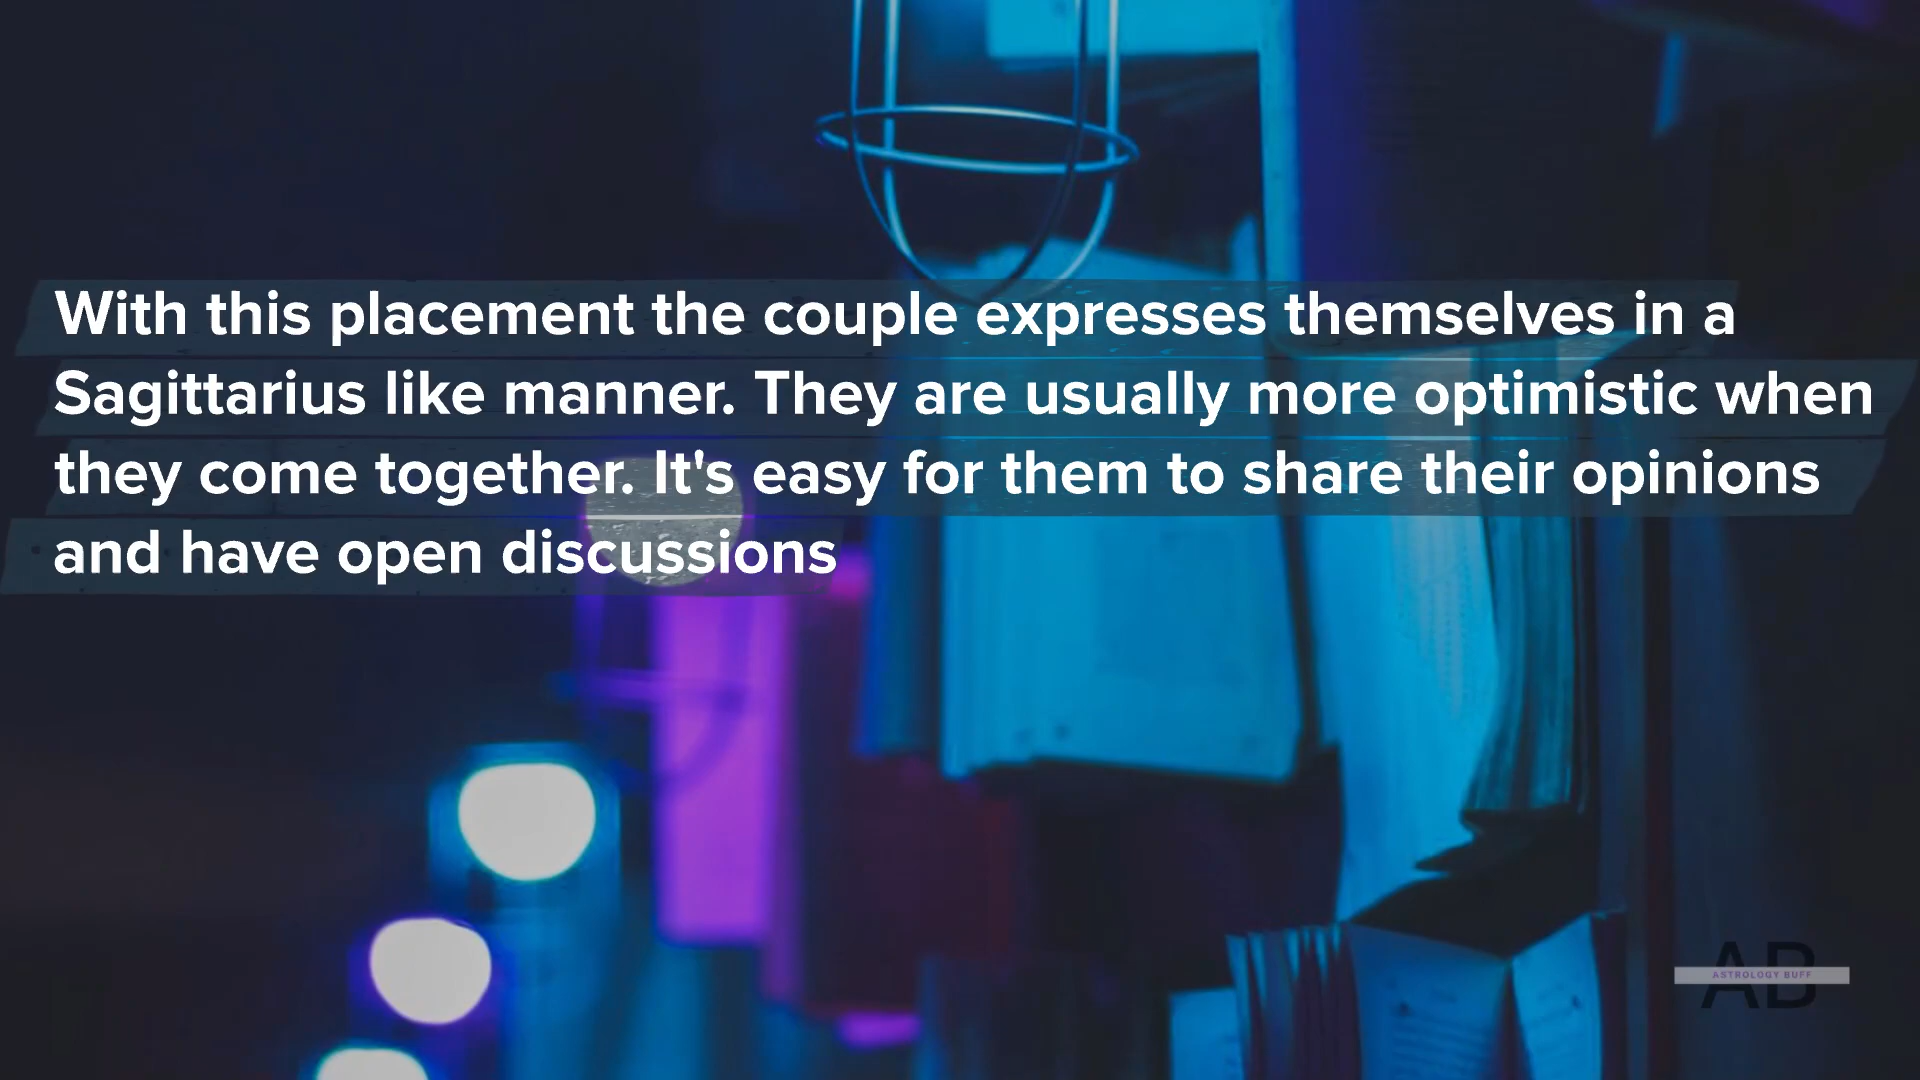 With this placement the couple expresses themselves in a
Sagittarius like manner. They are usually more optimistic when
they come together. It's easy for them to share their opinions
and have open discussions
AB
ASTROLOGY BUFF